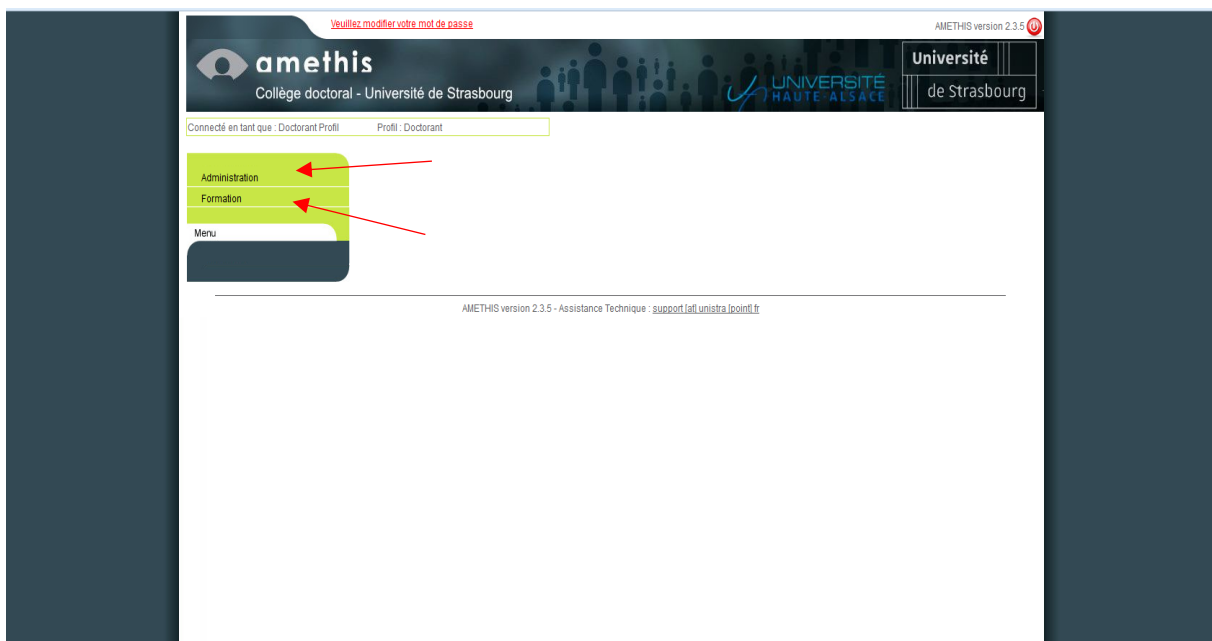 Veuillez modifier votre mot de passe
AMETHIS version 2.3.5
amethis
Collège doctoral - Université de Strasbourg
UNIVERSITÉ
HAUTE-ALSACE
Université
de Strasbourg
Connecté en tant que : Doctorant Profil Profil : Doctorant
Administration
Formation
Menu
AMETHIS version 2.3.5 - Assistance Technique : support [at] unistra [point] fr